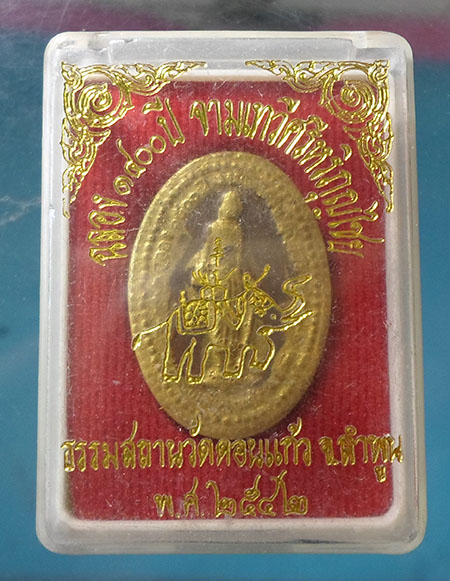 ฉลอง ๑๔๐๐ ปี จามเทวีศรีหริภุญไชย
ธรรมสถานวัดดอนแก้ว จ.ลำพูน
พ.ศ.๒๕๔๒